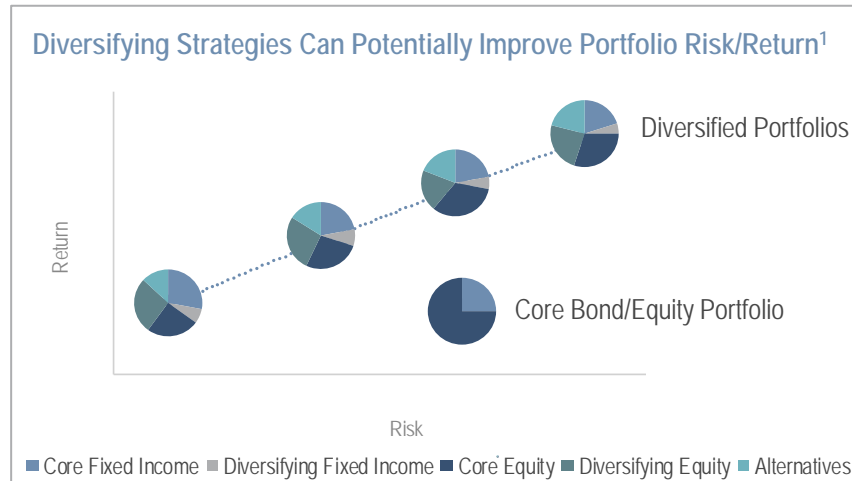 Diversifying Strategies Can Potentially Improve Portfolio Risk/Return¹
Diversified Portfolios
Return
Core Bond/Equity Portfolio
Risk
Core Fixed Income Diversifying Fixed Income Core Equity Diversifying Equity Alternatives